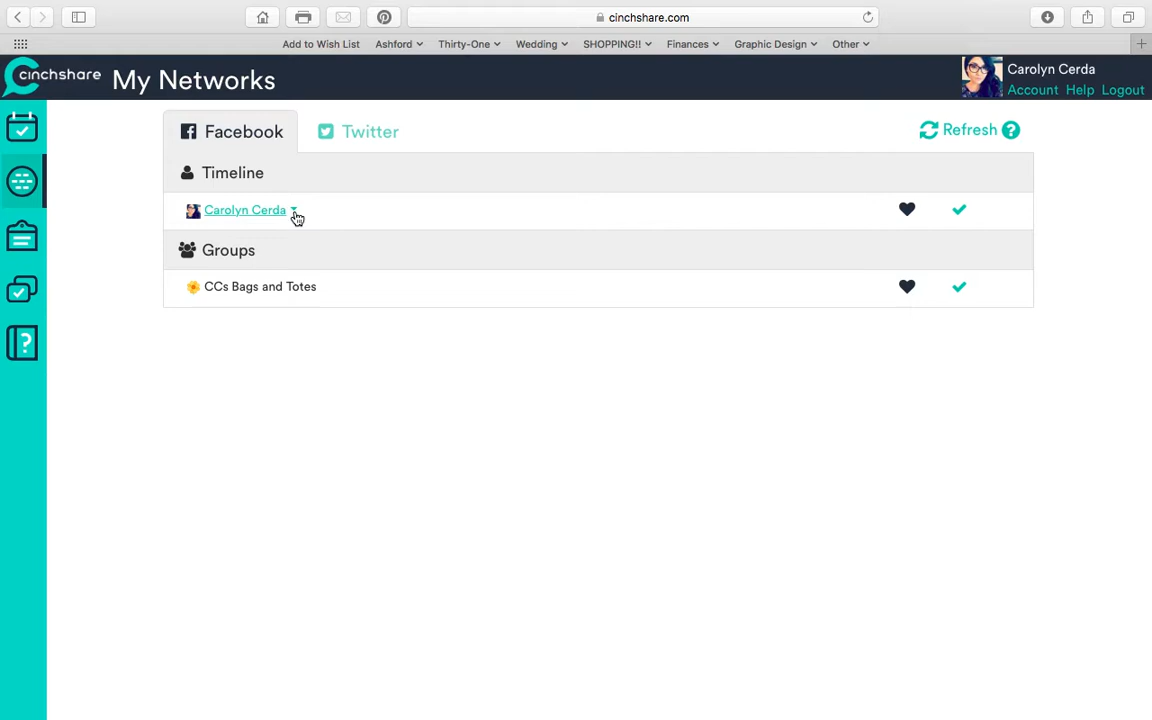 cinchshare.com
Add to Wish List Ashford Thirty-One Wedding SHOPPING!! Finances Graphic Design Other
cinchshare My Networks
Carolyn Cerda
Account Help Logout
Facebook Twitter Refresh ?
Timeline
Carolyn Cerda
Groups
CCs Bags and Totes